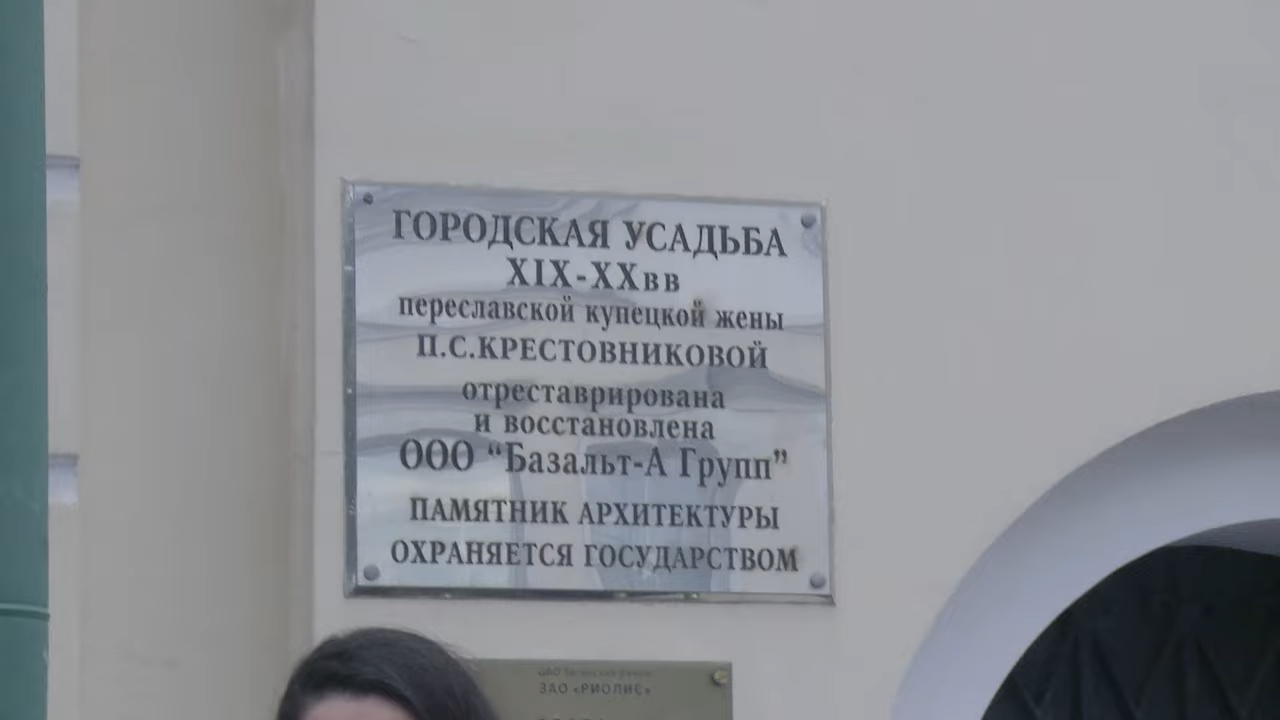 ГОРОДСКАЯ УСАДЬБА
XIX-XXвв
переславской купецкой жены
П.С.КРЕСТОВНИКОВОЙ
отреставрирована
и восстановлена
ООО “Базальт-А Групп”
ПАМЯТНИК АРХИТЕКТУРЫ
ОХРАНЯЕТСЯ ГОСУДАРСТВОМ
ЗАО «РИОЛИС»